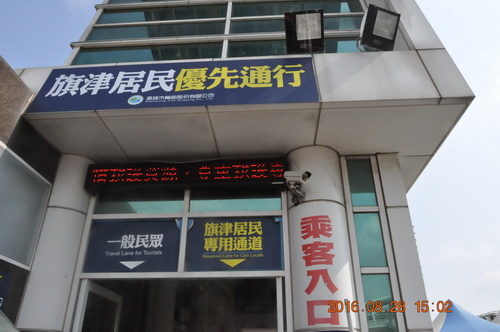 旗津居民優先通行
高雄市輪船股份有限公司
一般民眾
Travel Lane for Tourists
旗津居民
專用通道
Reserved Lane for Cijin Locals
乘客入口
2016.08.28 15:02